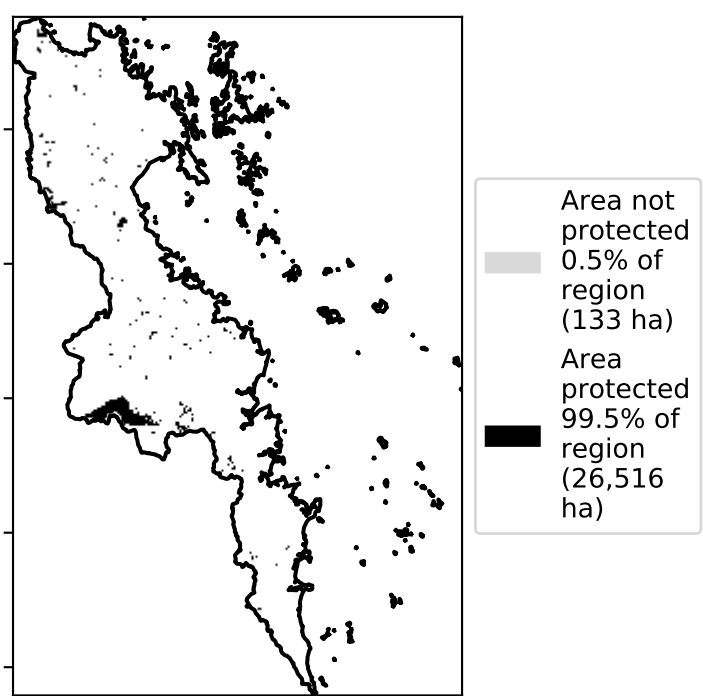 Area not
protected
0.5% of
region
(133 ha)
Area
protected
99.5% of
region
(26,516
ha)